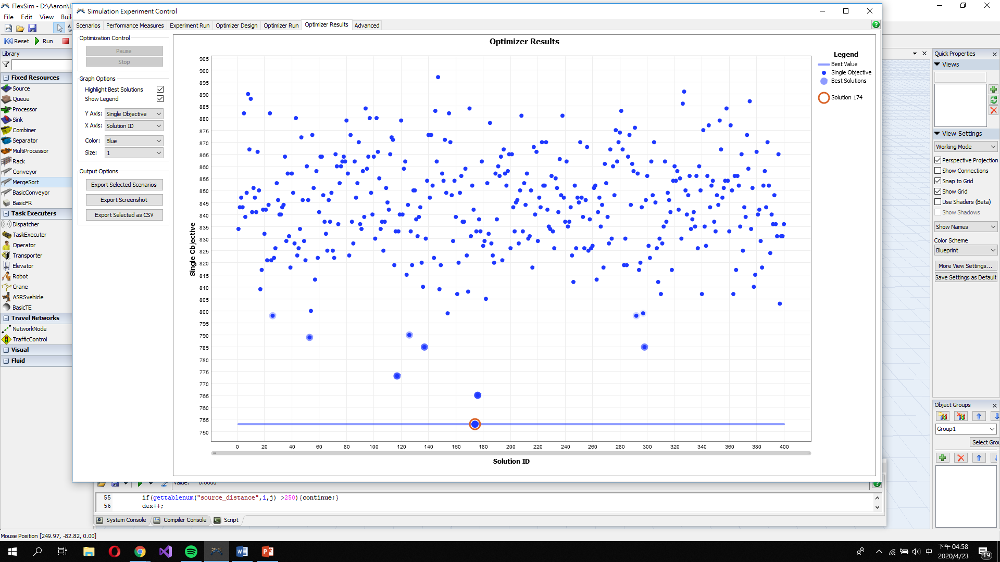 FlexSim - D:\Aaron\D
Simulation Experiment Control
File Edit View Buil
Scenarios Performance Measures Experiment Run Optimizer Design Optimizer Run Optimizer Results Advanced
Reset Run
Library
Fixed Resources
Source
Queue
Processor
Sink
Combiner
Separator
MultiProcessor
Rack
Conveyor
MergeSort
BasicConveyor
BasicFR
Task Executers
Dispatcher
TaskExecuter
Operator
Transporter
Elevator
Robot
Crane
ASRSvehicle
BasicTE
Travel Networks
NetworkNode
TrafficControl
Visual
Fluid
Optimization Control
Pause
Stop
Graph Options
Highlight Best Solutions
Show Legend
Y Axis: Single Objective
X Axis: Solution ID
Color: Blue
Size: 1
Output Options
Export Selected Scenarios
Export Screenshot
Export Selected as CSV
Optimizer Results
Single Objective
905
900
895
890
885
880
875
870
865
860
855
850
845
840
835
830
825
820
815
810
805
800
795
790
785
780
775
770
765
760
755
750
0 20 40 60 80 100 120 140 160 180 200 220 240 260 280 300 320 340 360 380 400
Solution ID
Legend
Best Value
Single Objective
Best Solutions
Solution 174
Quick Properties
Views
View Settings
Working Mode
Perspective Projection
Show Connections
Snap to Grid
Show Grid
Use Shaders (Beta)
Show Shadows
Show Names
Color Scheme
Blueprint
More View Settings...
Save Settings as Default
Object Groups
Group1
Select Grou
Value: 0.0000
55 if(gettablenum("source_distance",i,j) >250){continue;}
56 dex++;
System Console Compiler Console Script
Mouse Position [249.97, -82.82, 0.00]
中
下午 04:58
2020/4/23
19